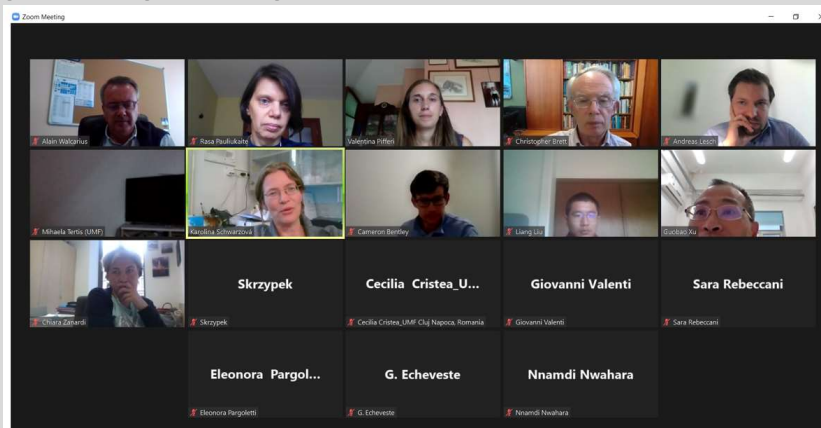 Zoom Meeting
Alain Walcarius
Rasa Pauliukaite
Valentina Pifferi
Christopher Brett
Andreas Lesch
Mihaela Tertis (UMF)
Karolina Schwarzová
Cameron Bentley
Liang Liu
Guobao Xu
Chiara Zanardi
Skrzypek
Skrzypek
Cecilia Cristea_U...
Cecilia Cristea_UMF Cluj Napoca, Romania
Giovanni Valenti
Giovanni Valenti
Sara Rebeccani
Sara Rebeccani
Eleonora Pargol...
Eleonora Pargoletti
G. Echeveste
G. Echeveste
Nnamdi Nwahara
Nnamdi Nwahara